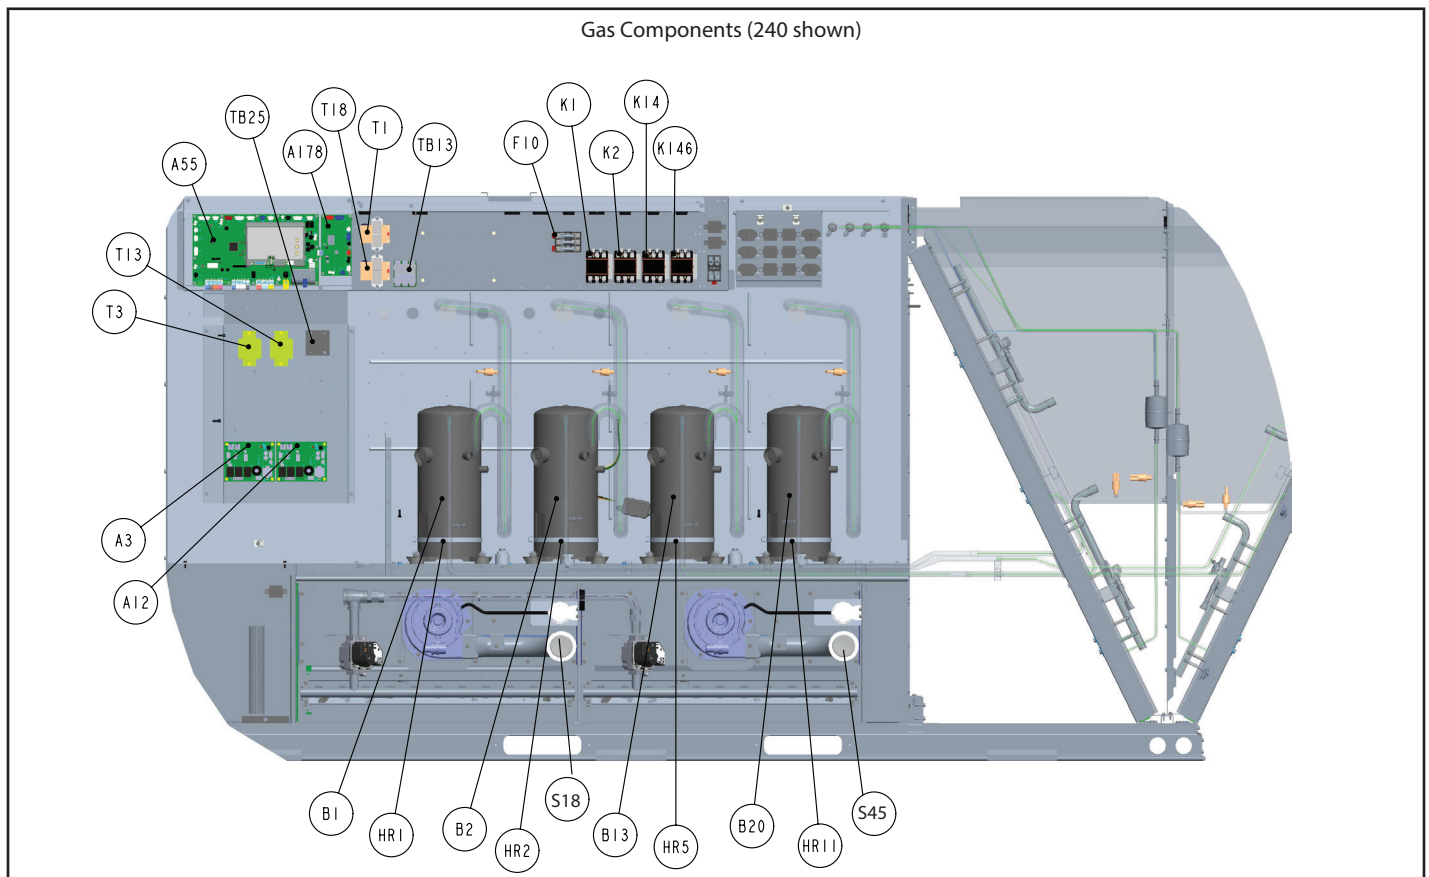 Gas Components (240 shown)
K1
K14
T18
TB25
T1
F10
K2
K146
A178
TB13
A55
T13
T3
A3
A12
B1
HR1
B2
HR2
S18
B13
HR5
B20
HR11
S45